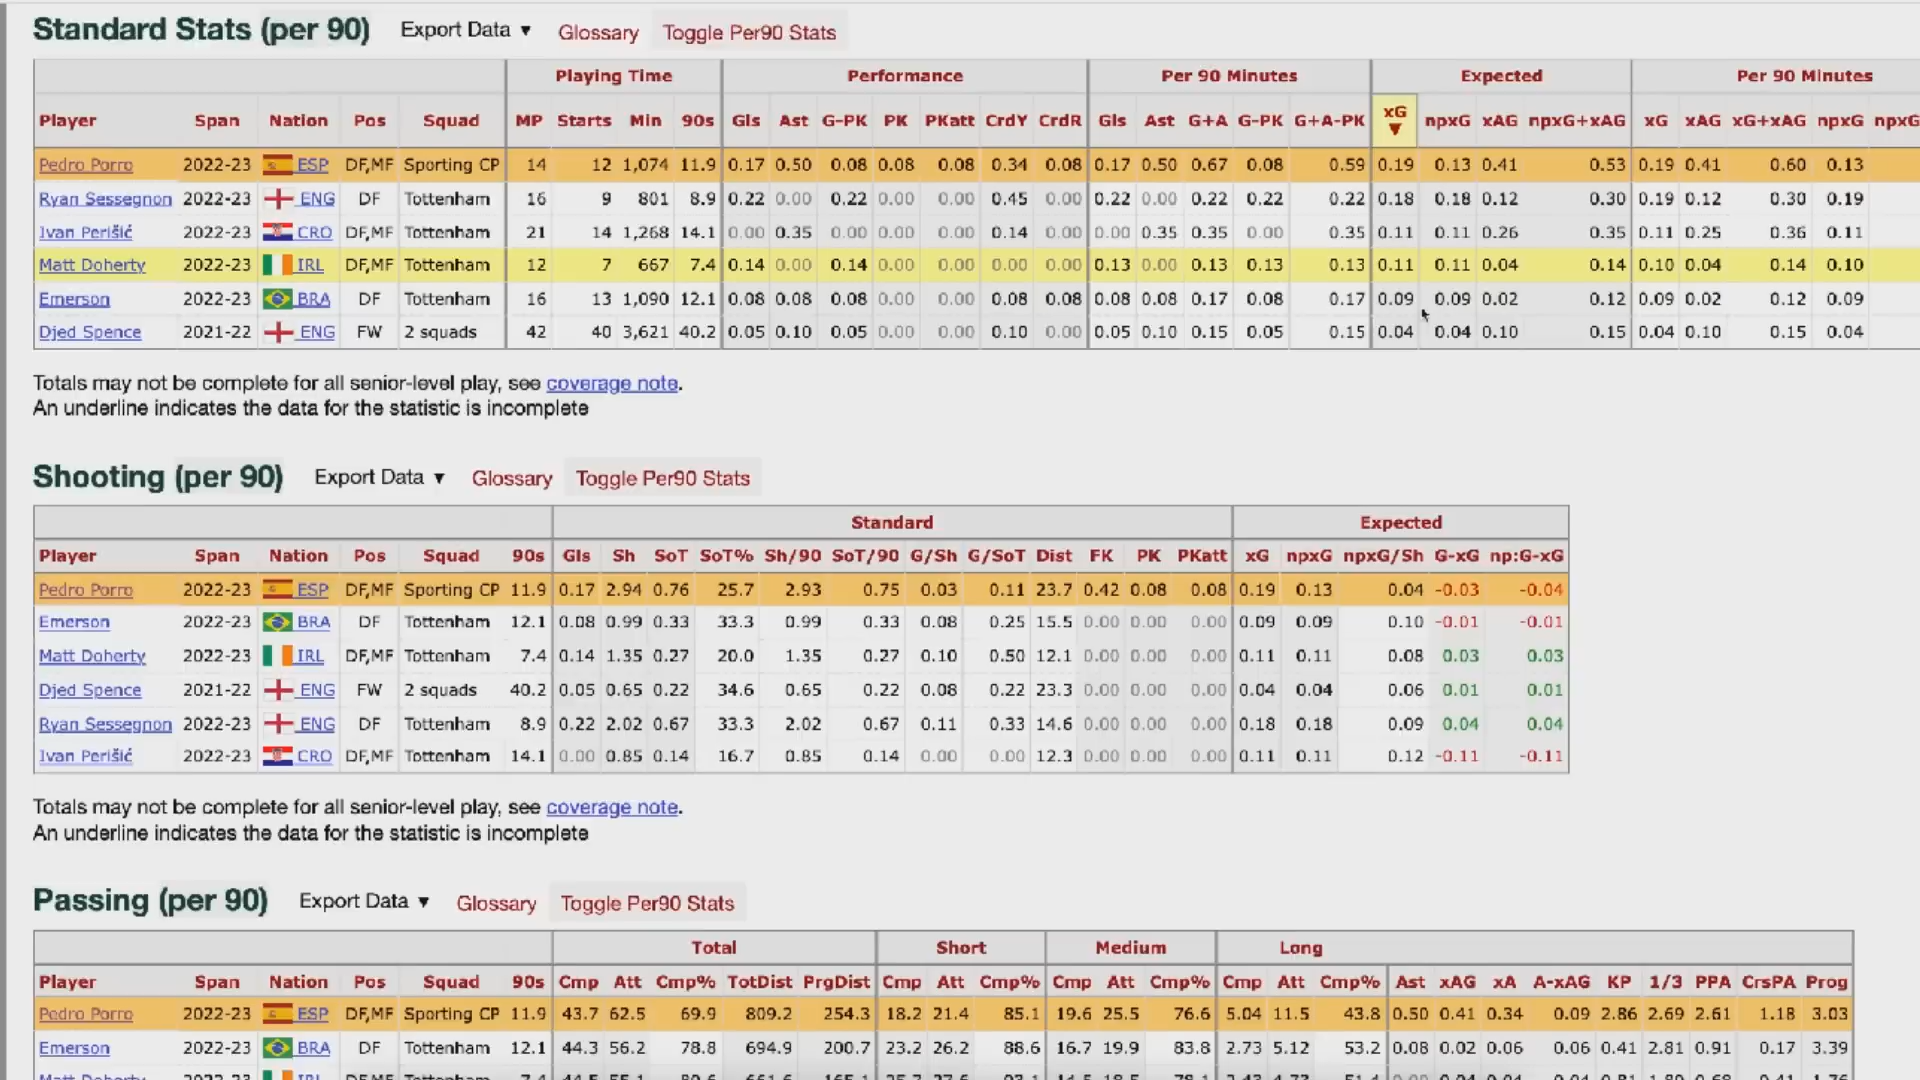 Standard Stats (per 90) Export Data ▼ Glossary Toggle Per90 Stats
Playing Time Performance Per 90 Minutes Expected Per 90 Minutes
Player Span Nation Pos Squad MP Starts Min 90s Gls Ast G-PK PK PKatt CrdY CrdR Gls Ast G+A G-PK G+A-PK xG ▼ npxG xAG npxG+xAG xG xAG xG+xAG npxG npxG
Pedro Porro 2022-23 ESP DF,MF Sporting CP 14 12 1,074 11.9 0.17 0.50 0.08 0.08 0.08 0.34 0.08 0.17 0.50 0.67 0.08 0.59 0.19 0.13 0.41 0.53 0.19 0.41 0.60 0.13
Ryan Sessegnon 2022-23 ENG DF Tottenham 16 9 801 8.9 0.22 0.00 0.22 0.00 0.00 0.45 0.00 0.22 0.00 0.22 0.22 0.22 0.18 0.18 0.12 0.30 0.19 0.12 0.30 0.19
Ivan Perišić 2022-23 CRO DF,MF Tottenham 21 14 1,268 14.1 0.00 0.35 0.00 0.00 0.00 0.14 0.00 0.00 0.35 0.35 0.00 0.35 0.11 0.11 0.26 0.35 0.11 0.25 0.36 0.11
Matt Doherty 2022-23 IRL DF,MF Tottenham 12 7 667 7.4 0.14 0.00 0.14 0.00 0.00 0.00 0.00 0.13 0.00 0.13 0.13 0.13 0.11 0.11 0.04 0.14 0.10 0.04 0.14 0.10
Emerson 2022-23 BRA DF Tottenham 16 13 1,090 12.1 0.08 0.08 0.08 0.00 0.00 0.08 0.08 0.08 0.08 0.17 0.08 0.17 0.09 0.09 0.02 0.12 0.09 0.02 0.12 0.09
Djed Spence 2021-22 ENG FW 2 squads 42 40 3,621 40.2 0.05 0.10 0.05 0.00 0.00 0.10 0.00 0.05 0.10 0.15 0.05 0.15 0.04 0.04 0.10 0.15 0.04 0.10 0.15 0.04
Totals may not be complete for all senior-level play, see coverage note.
An underline indicates the data for the statistic is incomplete
Shooting (per 90) Export Data ▼ Glossary Toggle Per90 Stats
Standard Expected
Player Span Nation Pos Squad 90s Gls Sh SoT SoT% Sh/90 SoT/90 G/Sh G/SoT Dist FK PK PKatt xG npxG npxG/Sh G-xG np:G-xG
Pedro Porro 2022-23 ESP DF,MF Sporting CP 11.9 0.17 2.94 0.76 25.7 2.93 0.75 0.03 0.11 23.7 0.42 0.08 0.08 0.19 0.13 0.04 -0.03 -0.04
Emerson 2022-23 BRA DF Tottenham 12.1 0.08 0.99 0.33 33.3 0.99 0.33 0.08 0.25 15.5 0.00 0.00 0.00 0.09 0.09 0.10 -0.01 -0.01
Matt Doherty 2022-23 IRL DF,MF Tottenham 7.4 0.14 1.35 0.27 20.0 1.35 0.27 0.10 0.50 12.1 0.00 0.00 0.00 0.11 0.11 0.08 0.03 0.03
Djed Spence 2021-22 ENG FW 2 squads 40.2 0.05 0.65 0.22 34.6 0.65 0.22 0.08 0.22 23.3 0.00 0.00 0.00 0.04 0.04 0.06 0.01 0.01
Ryan Sessegnon 2022-23 ENG DF Tottenham 8.9 0.22 2.02 0.67 33.3 2.02 0.67 0.11 0.33 14.6 0.00 0.00 0.00 0.18 0.18 0.09 0.04 0.04
Ivan Perišić 2022-23 CRO DF,MF Tottenham 14.1 0.00 0.85 0.14 16.7 0.85 0.14 0.00 0.00 12.3 0.00 0.00 0.00 0.11 0.11 0.12 -0.11 -0.11
Totals may not be complete for all senior-level play, see coverage note.
An underline indicates the data for the statistic is incomplete
Passing (per 90) Export Data ▼ Glossary Toggle Per90 Stats
Total Short Medium Long
Player Span Nation Pos Squad 90s Cmp Att Cmp% TotDist PrgDist Cmp Att Cmp% Cmp Att Cmp% Cmp Att Cmp% Ast xAG xA A-xAG KP 1/3 PPA CrsPA Prog
Pedro Porro 2022-23 ESP DF,MF Sporting CP 11.9 43.7 62.5 69.9 809.2 254.3 18.2 21.4 85.1 19.6 25.5 76.6 5.04 11.5 43.8 0.50 0.41 0.34 0.09 2.86 2.69 2.61 1.18 3.03
Emerson 2022-23 BRA DF Tottenham 12.1 44.3 56.2 78.8 694.9 200.7 23.2 26.2 88.6 16.7 19.9 83.8 2.73 5.12 53.2 0.08 0.02 0.06 0.06 0.41 2.81 0.91 0.17 3.39